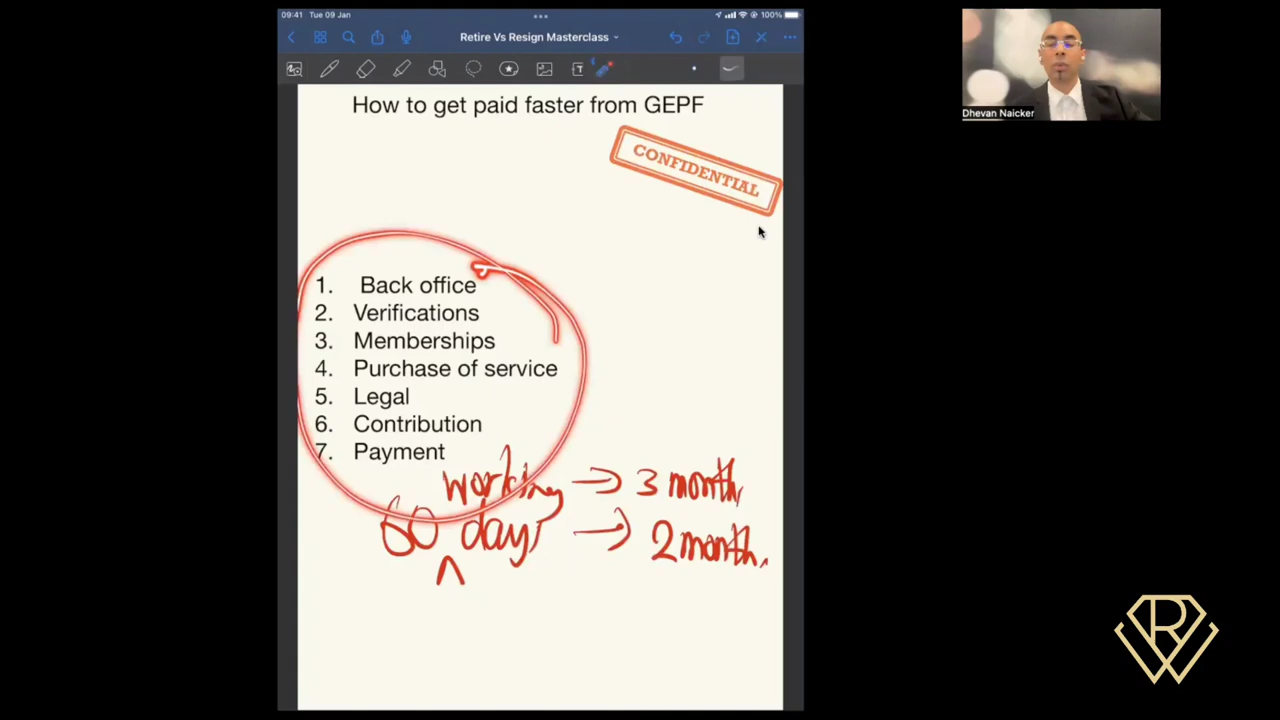 09:41 Tue 09 Jan
100%
Retire Vs Resign Masterclass
How to get paid faster from GEPF
CONFIDENTIAL
Dhevan Naicker
1. Back office
2. Verifications
3. Memberships
4. Purchase of service
5. Legal
6. Contribution
7. Payment
working → 3 month,
60 days → 2 month.